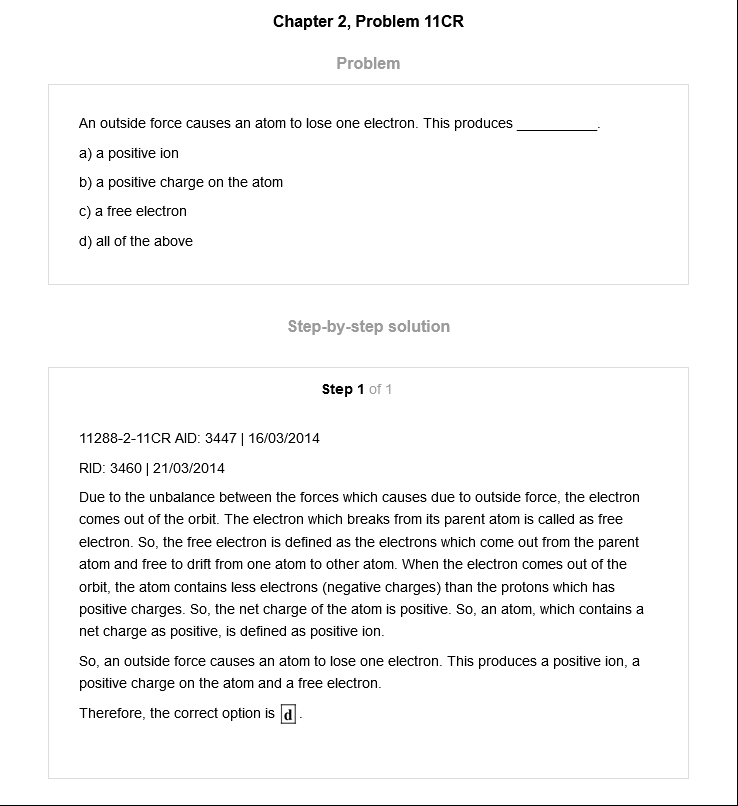 Chapter 2, Problem 11CR
Problem
An outside force causes an atom to lose one electron. This produces __________.
a) a positive ion
b) a positive charge on the atom
c) a free electron
d) all of the above
Step-by-step solution
Step 1 of 1
11288-2-11CR AID: 3447 | 16/03/2014
RID: 3460 | 21/03/2014
Due to the unbalance between the forces which causes due to outside force, the electron
comes out of the orbit. The electron which breaks from its parent atom is called as free
electron. So, the free electron is defined as the electrons which come out from the parent
atom and free to drift from one atom to other atom. When the electron comes out of the
orbit, the atom contains less electrons (negative charges) than the protons which has
positive charges. So, the net charge of the atom is positive. So, an atom, which contains a
net charge as positive, is defined as positive ion.
So, an outside force causes an atom to lose one electron. This produces a positive ion, a
positive charge on the atom and a free electron.
Therefore, the correct option is d.